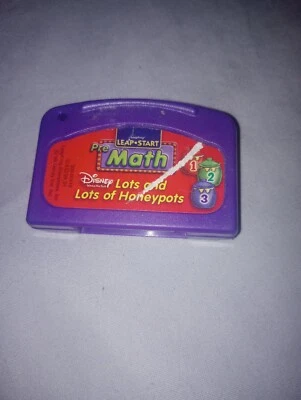 LEAP★START
Pre
Math
DISNEY
Lots and
Lots of Honeypots
1
2
3